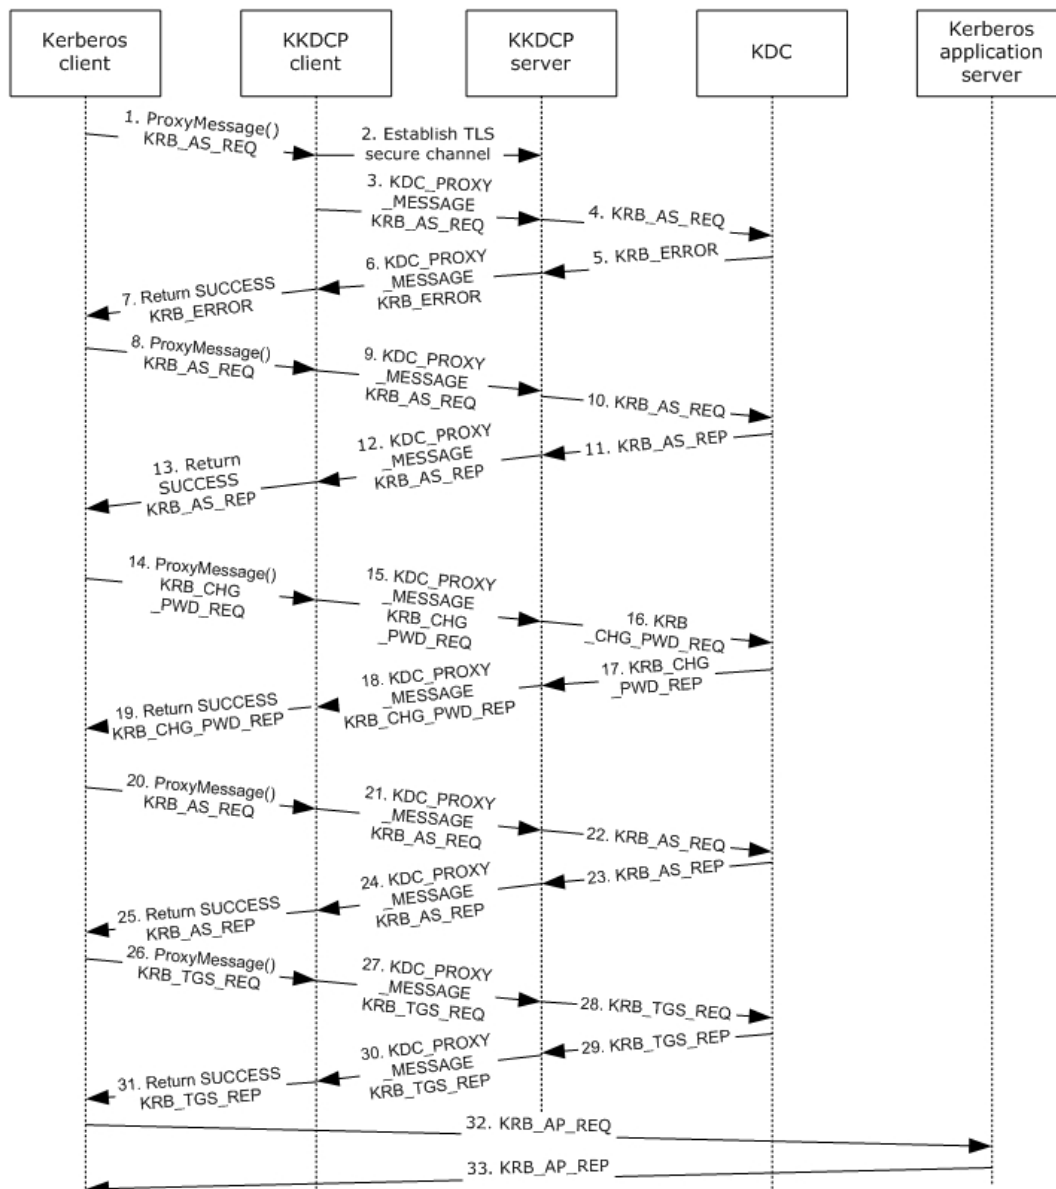 Kerberos
client
KKDCP
client
KKDCP
server
KDC
Kerberos
application
server
1. ProxyMessage()
KRB_AS_REQ
2. Establish TLS
secure channel
3. KDC_PROXY
_MESSAGE
KRB_AS_REQ
4. KRB_AS_REQ
5. KRB_ERROR
6. KDC_PROXY
_MESSAGE
KRB_ERROR
7. Return SUCCESS
KRB_ERROR
8. ProxyMessage()
KRB_AS_REQ
9. KDC_PROXY
_MESSAGE
KRB_AS_REQ
10. KRB_AS_REQ
11. KRB_AS_REP
12. KDC_PROXY
_MESSAGE
KRB_AS_REP
13. Return
SUCCESS
KRB_AS_REP
14. ProxyMessage()
KRB_CHG
_PWD_REQ
15. KDC_PROXY
_MESSAGE
KRB_CHG
_PWD_REQ
16. KRB
_CHG_PWD_REQ
17. KRB_CHG
_PWD_REP
18. KDC_PROXY
_MESSAGE
KRB_CHG_PWD_REP
19. Return SUCCESS
KRB_CHG_PWD_REP
20. ProxyMessage()
KRB_AS_REQ
21. KDC_PROXY
_MESSAGE
KRB_AS_REQ
22. KRB_AS_REQ
23. KRB_AS_REP
24. KDC_PROXY
_MESSAGE
KRB_AS_REP
25. Return SUCCESS
KRB_AS_REP
26. ProxyMessage()
KRB_TGS_REQ
27. KDC_PROXY
_MESSAGE
KRB_TGS_REQ
28. KRB_TGS_REQ
29. KRB_TGS_REP
30. KDC_PROXY
_MESSAGE
KRB_TGS_REP
31. Return SUCCESS
KRB_TGS_REP
32. KRB_AP_REQ
33. KRB_AP_REP